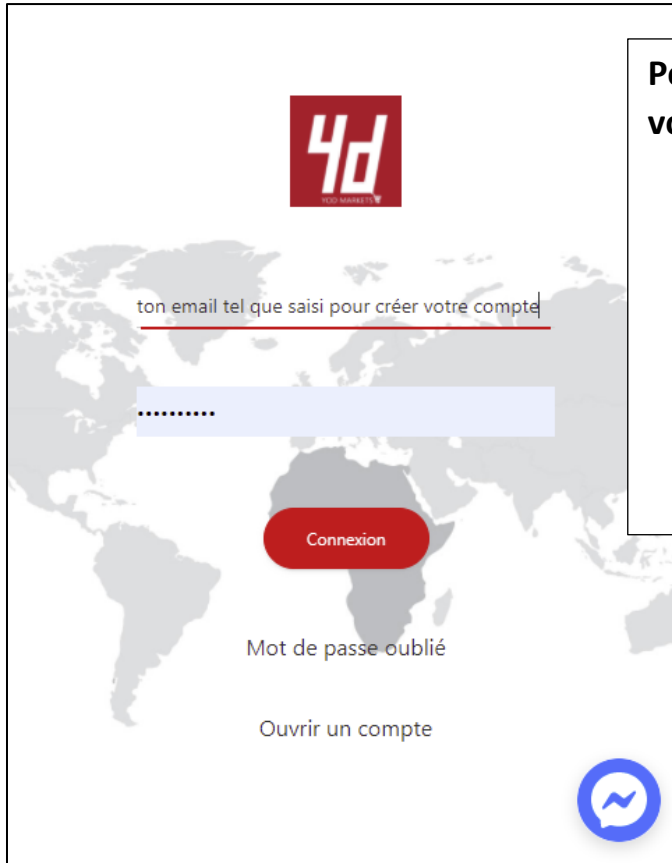 4d
YOD MARKETS
ton email tel que saisi pour créer votre compte
••••••••••
Connexion
Mot de passe oublié
Ouvrir un compte